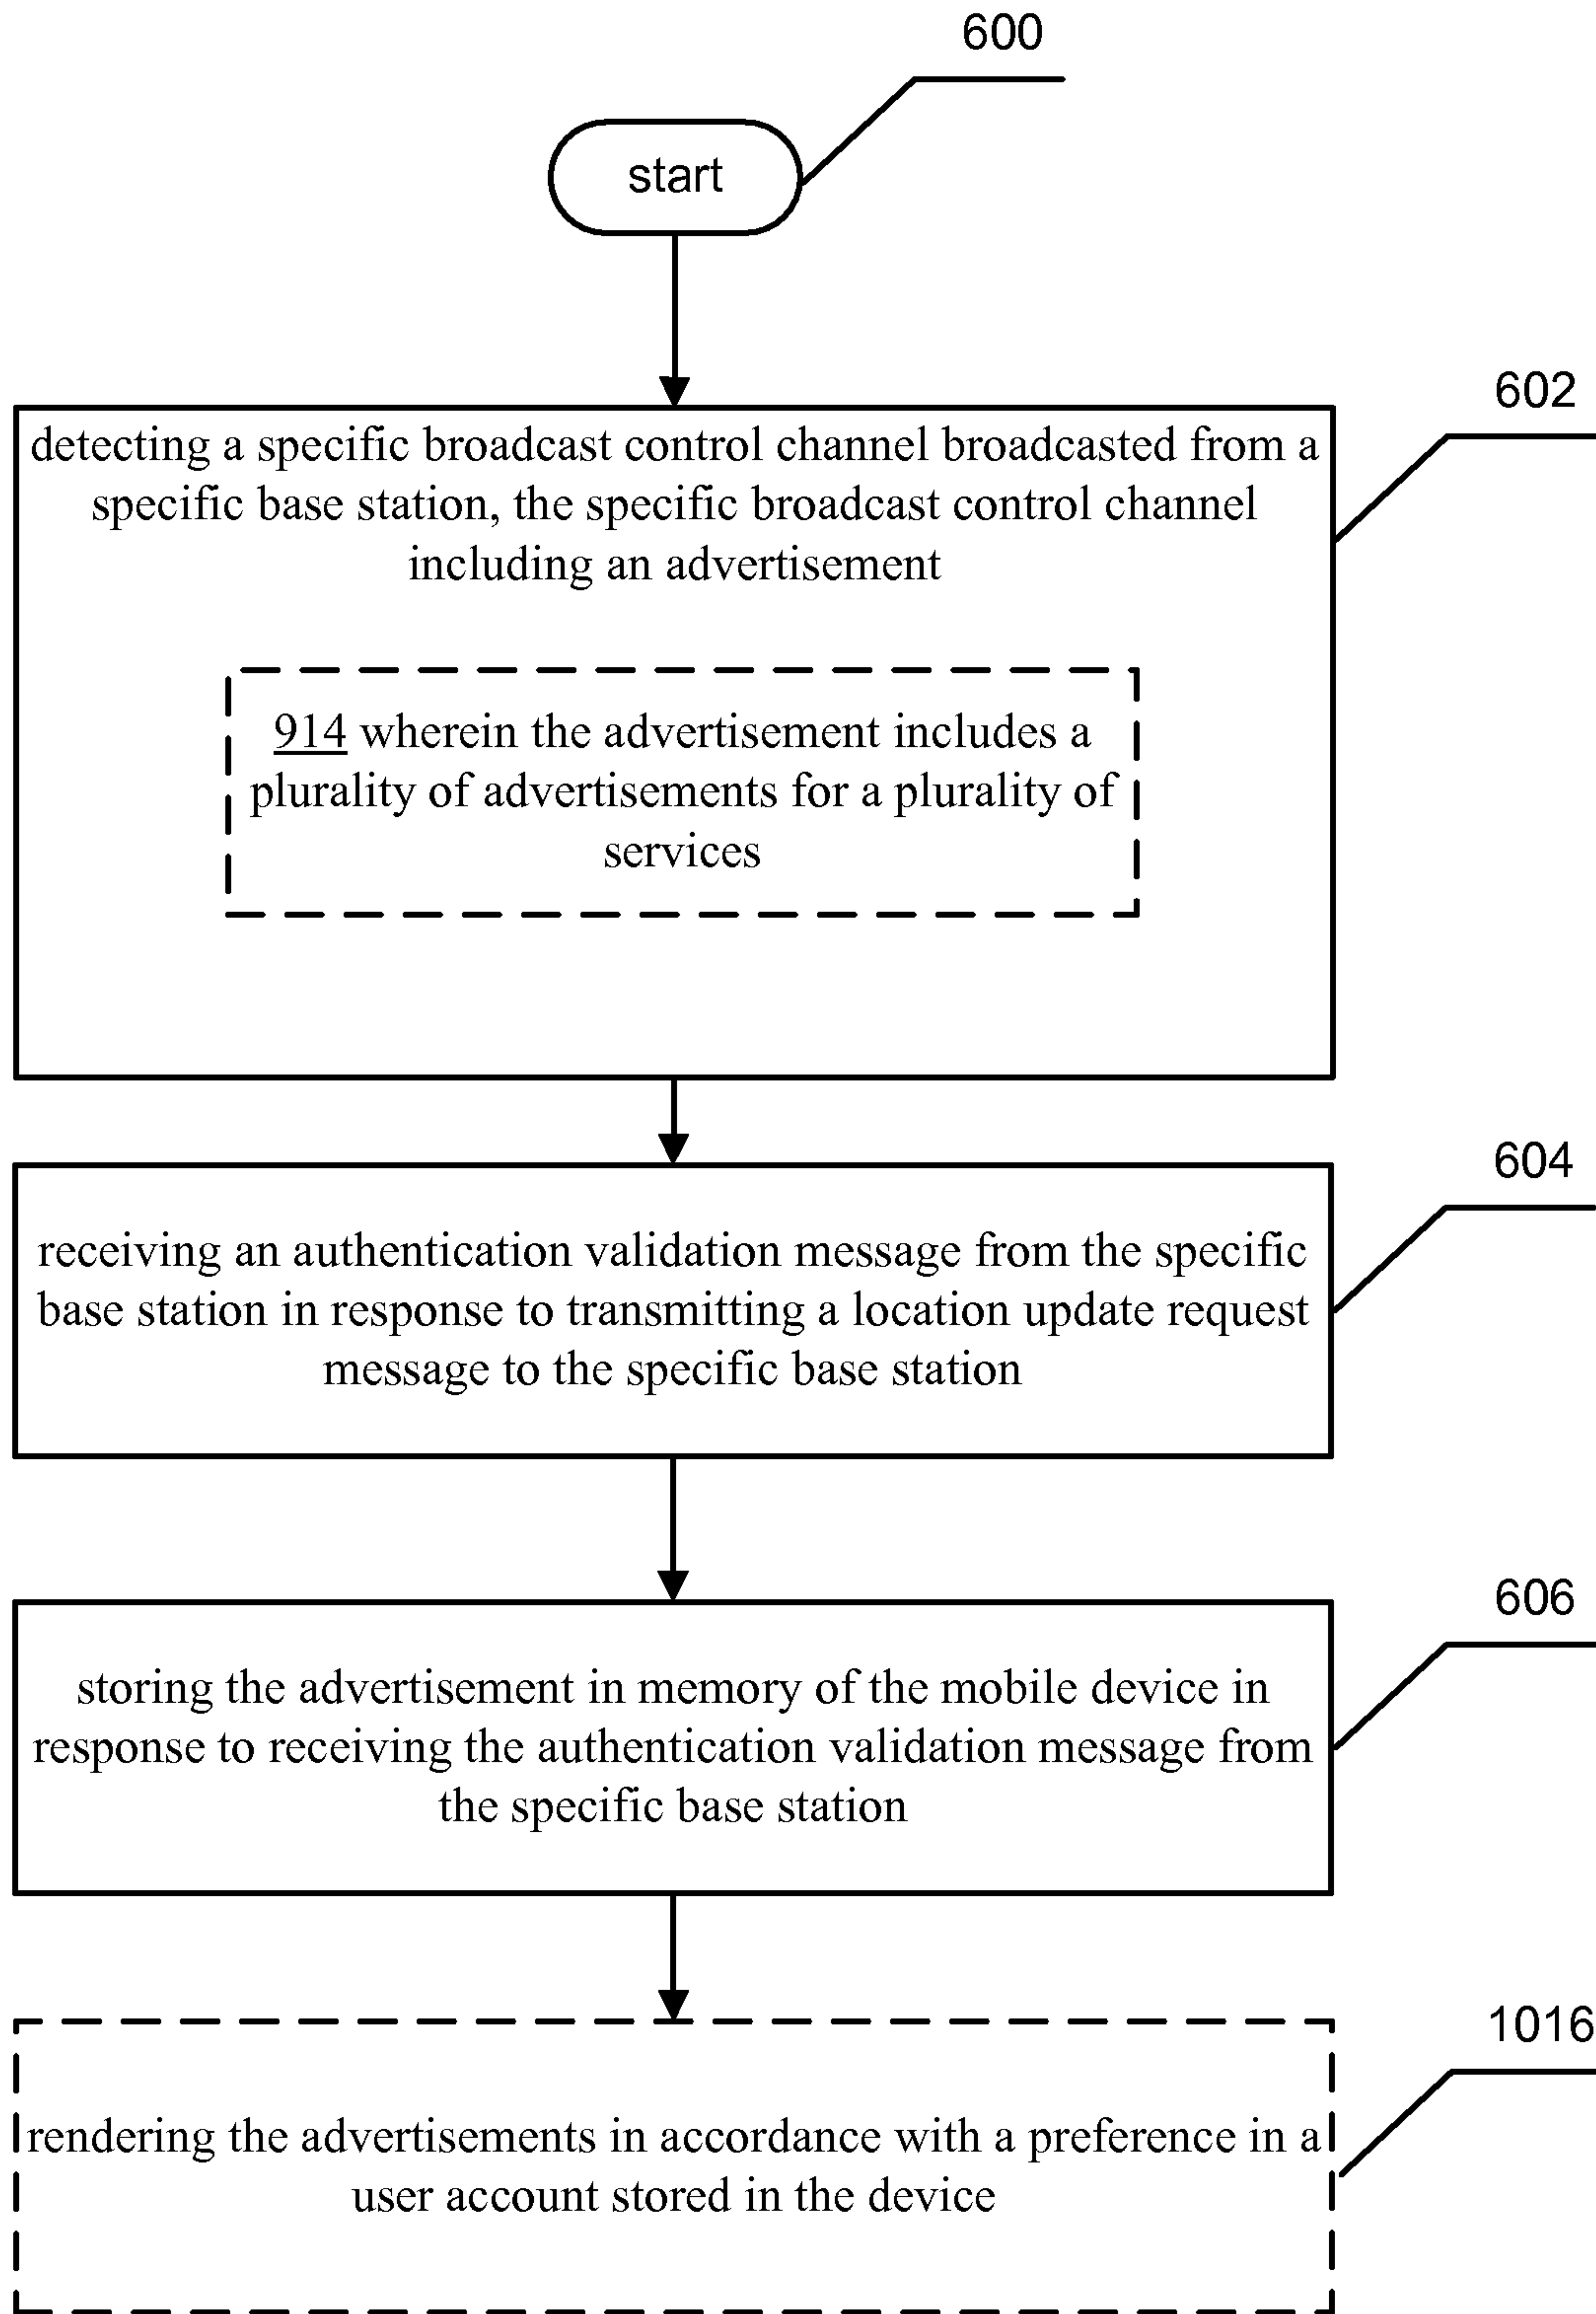 600
start
602
detecting a specific broadcast control channel broadcasted from a
specific base station, the specific broadcast control channel
including an advertisement
914 wherein the advertisement includes a
plurality of advertisements for a plurality of
services
604
receiving an authentication validation message from the specific
base station in response to transmitting a location update request
message to the specific base station
606
storing the advertisement in memory of the mobile device in
response to receiving the authentication validation message from
the specific base station
1016
rendering the advertisements in accordance with a preference in a
user account stored in the device